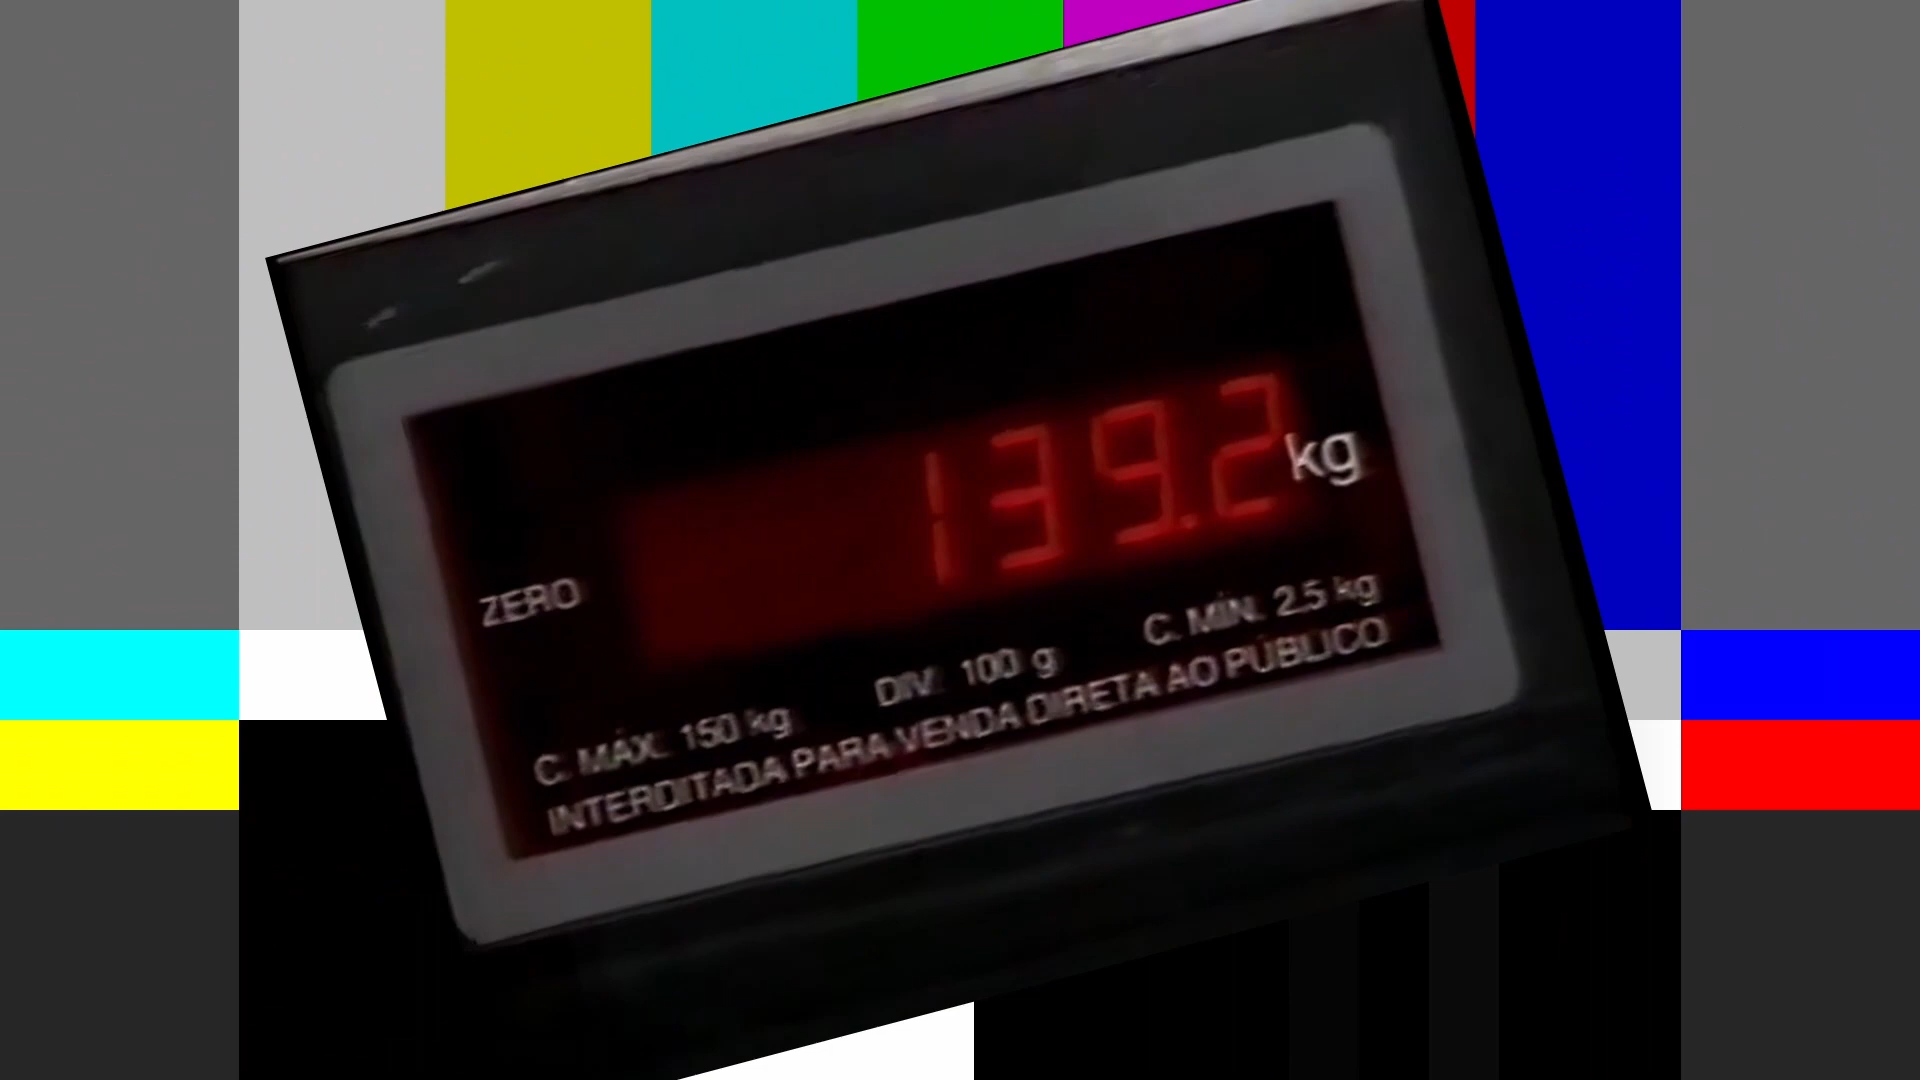 139.2 kg
ZERO
C. MÁX. 150 kg DIV. 100 g C. MÍN. 2.5 kg
INTERDITADA PARA VENDA DIRETA AO PÚBLICO